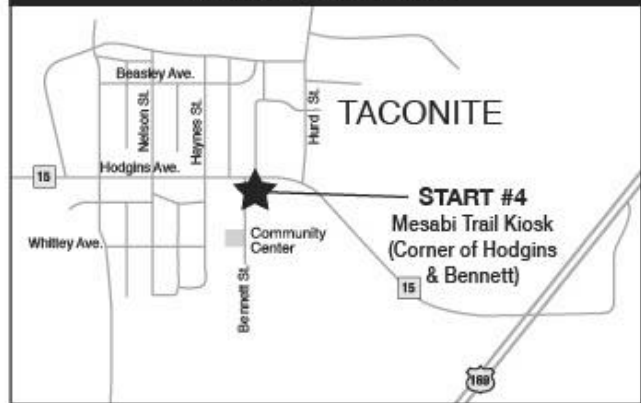 Beasley Ave.
Nelson St.
Haynes St.
Hurd St.
TACONITE
Hodgins Ave.
15
START #4
Mesabi Trail Kiosk
(Corner of Hodgins
& Bennett)
Whitley Ave.
Community
Center
Bennett St.
15
169